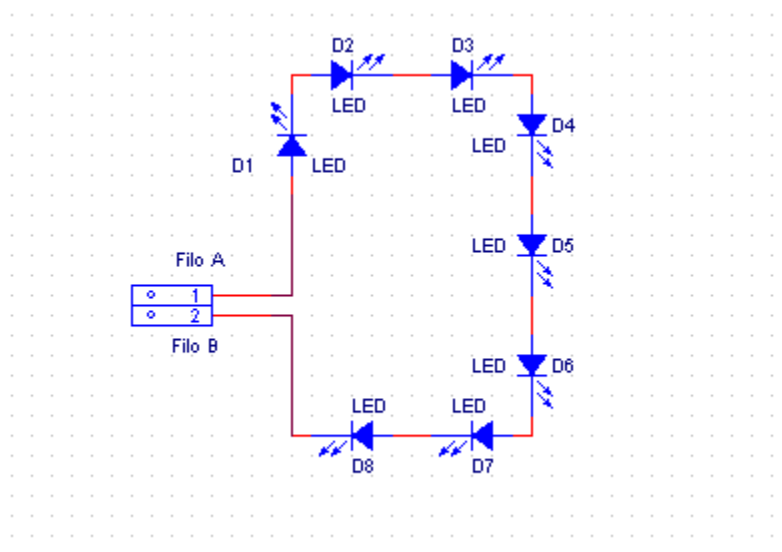 D2
D3
LED
LED
D4
LED
D1
LED
LED
D5
Filo A
1
2
Filo B
LED
D6
LED
LED
D8
D7